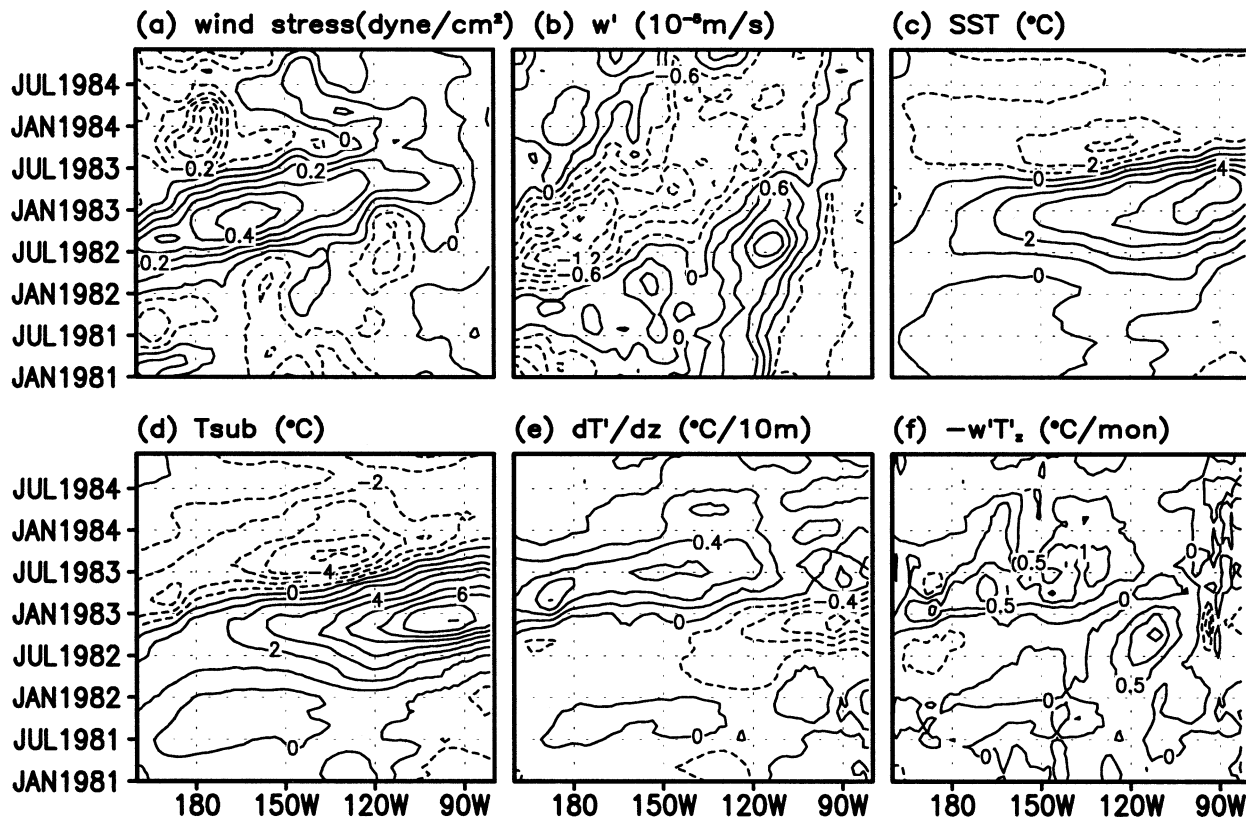 (a) wind stress(dyne/cm²) (b) w' (10⁻⁵m/s) (c) SST (°C)
JUL1984
JAN1984
JUL1983
JAN1983
JUL1982
JAN1982
JUL1981
JAN1981
0
-0.2
0.2
0.4
0.2
0
-0.6
0
0.6
-1.2
-0.6
0
0
2
0
4
2
0
(d) Tsub (°C) (e) dT'/dz (°C/10m) (f) -w'T'z (°C/mon)
JUL1984
JAN1984
JUL1983
JAN1983
JUL1982
JAN1982
JUL1981
JAN1981
-2
-4
0
4
6
2
0
0.4
-0.4
0
0
0
0.5
1
0.5
0
0.5
0
0
0
180 150W 120W 90W 180 150W 120W 90W 180 150W 120W 90W